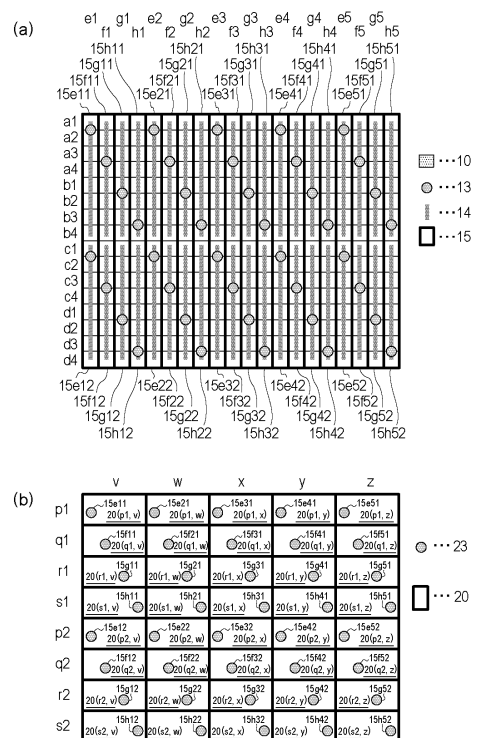 (a)
e1 g1 e2 g2 e3 g3 e4 g4 e5 g5
f1 h1 f2 h2 f3 h3 f4 h4 f5 h5
15h11 15h21 15h31 15h41 15h51
15g11 15g21 15g31 15g41 15g51
15f11 15f21 15f31 15f41 15f51
15e11 15e21 15e31 15e41 15e51
a1
a2
a3
a4
b1
b2
b3
b4
c1
c2
c3
c4
d1
d2
d3
d4
···10
···13
···14
···15
15e12 15e22 15e32 15e42 15e52
15f12 15f22 15f32 15f42 15f52
15g12 15g22 15g32 15g42 15g52
15h12 15h22 15h32 15h42 15h52
(b)
v w x y z
p1 15e11 15e21 15e31 15e41 15e51
20(p1, v) 20(p1, w) 20(p1, x) 20(p1, y) 20(p1, z)
q1 15f11 15f21 15f31 15f41 15f51
20(q1, v) 20(q1, w) 20(q1, x) 20(q1, y) 20(q1, z)
r1 15g11 15g21 15g31 15g41 15g51
20(r1, v) 20(r1, w) 20(r1, x) 20(r1, y) 20(r1, z)
s1 15h11 15h21 15h31 15h41 15h51
20(s1, v) 20(s1, w) 20(s1, x) 20(s1, y) 20(s1, z)
p2 15e12 15e22 15e32 15e42 15e52
20(p2, v) 20(p2, w) 20(p2, x) 20(p2, y) 20(p2, z)
q2 15f12 15f22 15f32 15f42 15f52
20(q2, v) 20(q2, w) 20(q2, x) 20(q2, y) 20(q2, z)
r2 15g12 15g22 15g32 15g42 15g52
20(r2, v) 20(r2, w) 20(r2, x) 20(r2, y) 20(r2, z)
s2 15h12 15h22 15h32 15h42 15h52
20(s2, v) 20(s2, w) 20(s2, x) 20(s2, y) 20(s2, z)
···23
···20